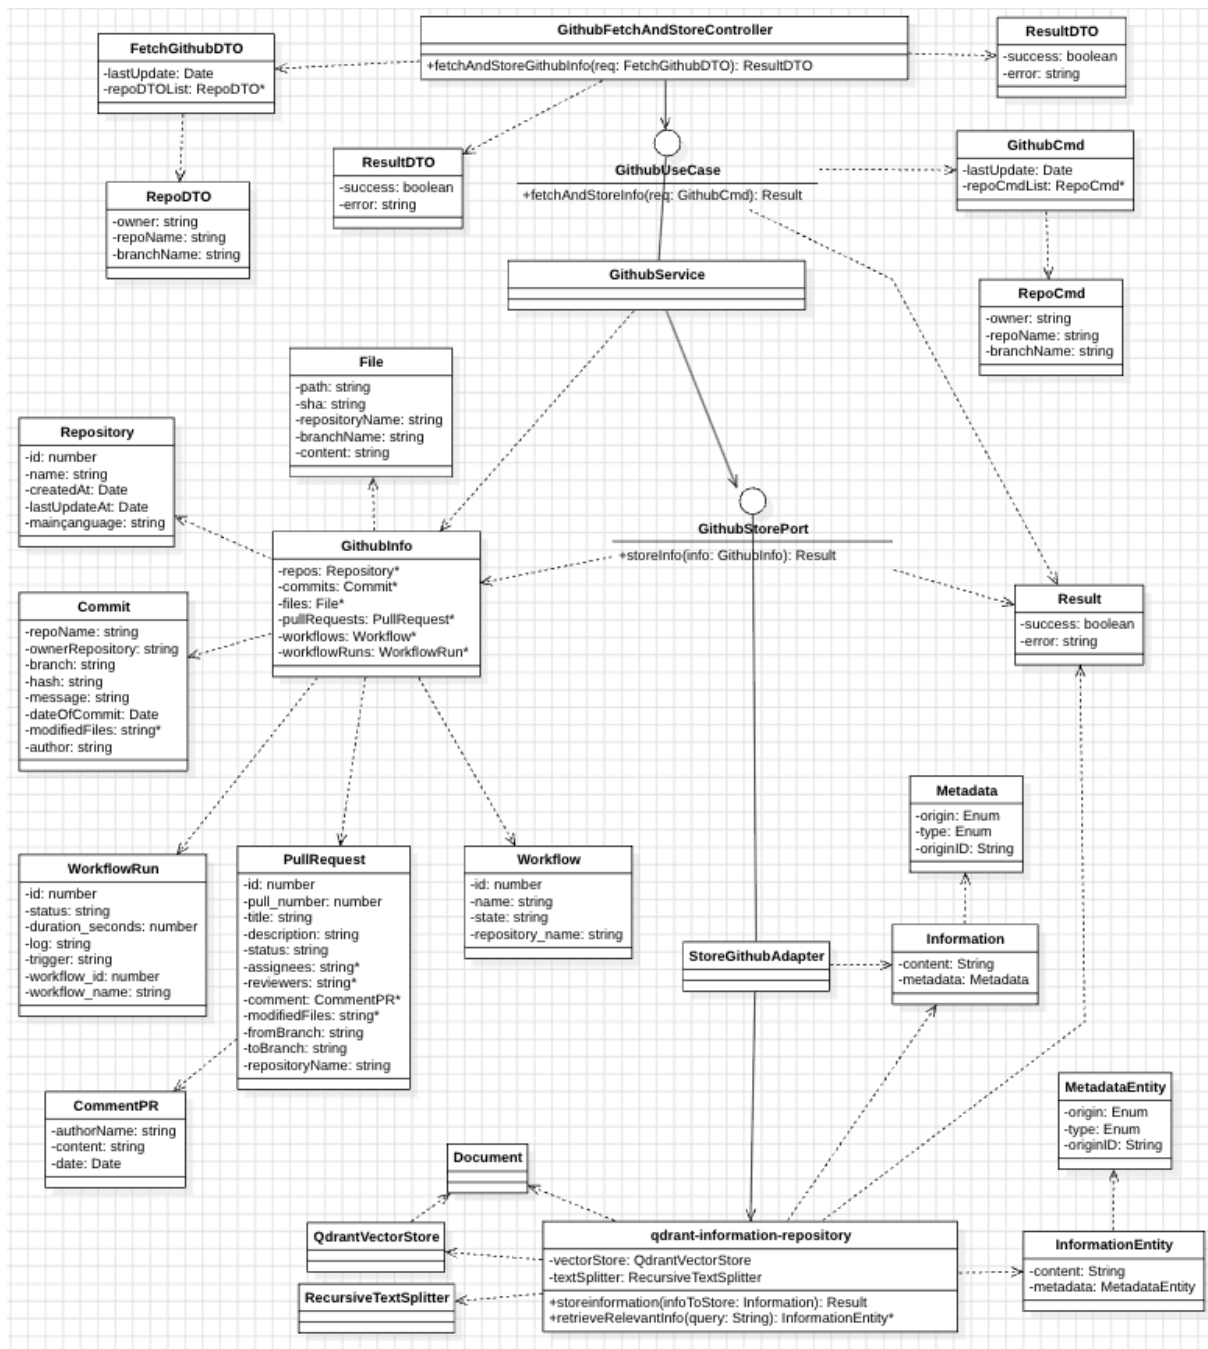 GithubFetchAndStoreController
+fetchAndStoreGithubInfo(req: FetchGithubDTO): ResultDTO
ResultDTO
-success: boolean
-error: string
FetchGithubDTO
-lastUpdate: Date
-repoDTOList: RepoDTO*
ResultDTO
-success: boolean
-error: string
GithubUseCase
+fetchAndStoreInfo(req: GithubCmd): Result
GithubCmd
-lastUpdate: Date
-repoCmdList: RepoCmd*
RepoDTO
-owner: string
-repoName: string
-branchName: string
GithubService
RepoCmd
-owner: string
-repoName: string
-branchName: string
File
-path: string
-sha: string
-repositoryName: string
-branchName: string
-content: string
Repository
-id: number
-name: string
-createdAt: Date
-lastUpdateAt: Date
-mainçanguage: string
GithubStorePort
+storeInfo(info: GithubInfo): Result
GithubInfo
-repos: Repository*
-commits: Commit*
-files: File*
-pullRequests: PullRequest*
-workflows: Workflow*
-workflowRuns: WorkflowRun*
Commit
-repoName: string
-ownerRepository: string
-branch: string
-hash: string
-message: string
-dateOfCommit: Date
-modifiedFiles: string*
-author: string
Result
-success: boolean
-error: string
Metadata
-origin: Enum
-type: Enum
-originID: String
WorkflowRun
-id: number
-status: string
-duration_seconds: number
-log: string
-trigger: string
-workflow_id: number
-workflow_name: string
PullRequest
-id: number
-pull_number: number
-title: string
-description: string
-status: string
-assignees: string*
-reviewers: string*
-comment: CommentPR*
-modifiedFiles: string*
-fromBranch: string
-toBranch: string
-repositoryName: string
Workflow
-id: number
-name: string
-state: string
-repository_name: string
StoreGithubAdapter
Information
-content: String
-metadata: Metadata
CommentPR
-authorName: string
-content: string
-date: Date
MetadataEntity
-origin: Enum
-type: Enum
-originID: String
Document
QdrantVectorStore
RecursiveTextSplitter
qdrant-information-repository
-vectorStore: QdrantVectorStore
-textSplitter: RecursiveTextSplitter
+storeinformation(infoToStore: Information): Result
+retrieveRelevantInfo(query: String): InformationEntity*
InformationEntity
-content: String
-metadata: MetadataEntity